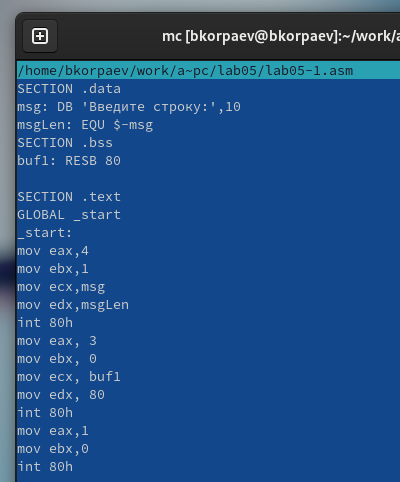 mc [bkorpaev@bkorpaev]:~/work/a
/home/bkorpaev/work/a~pc/lab05/lab05-1.asm
SECTION .data
msg: DB 'Введите строку:',10
msgLen: EQU $-msg
SECTION .bss
buf1: RESB 80
SECTION .text
GLOBAL _start
_start:
mov eax,4
mov ebx,1
mov ecx,msg
mov edx,msgLen
int 80h
mov eax, 3
mov ebx, 0
mov ecx, buf1
mov edx, 80
int 80h
mov eax,1
mov ebx,0
int 80h